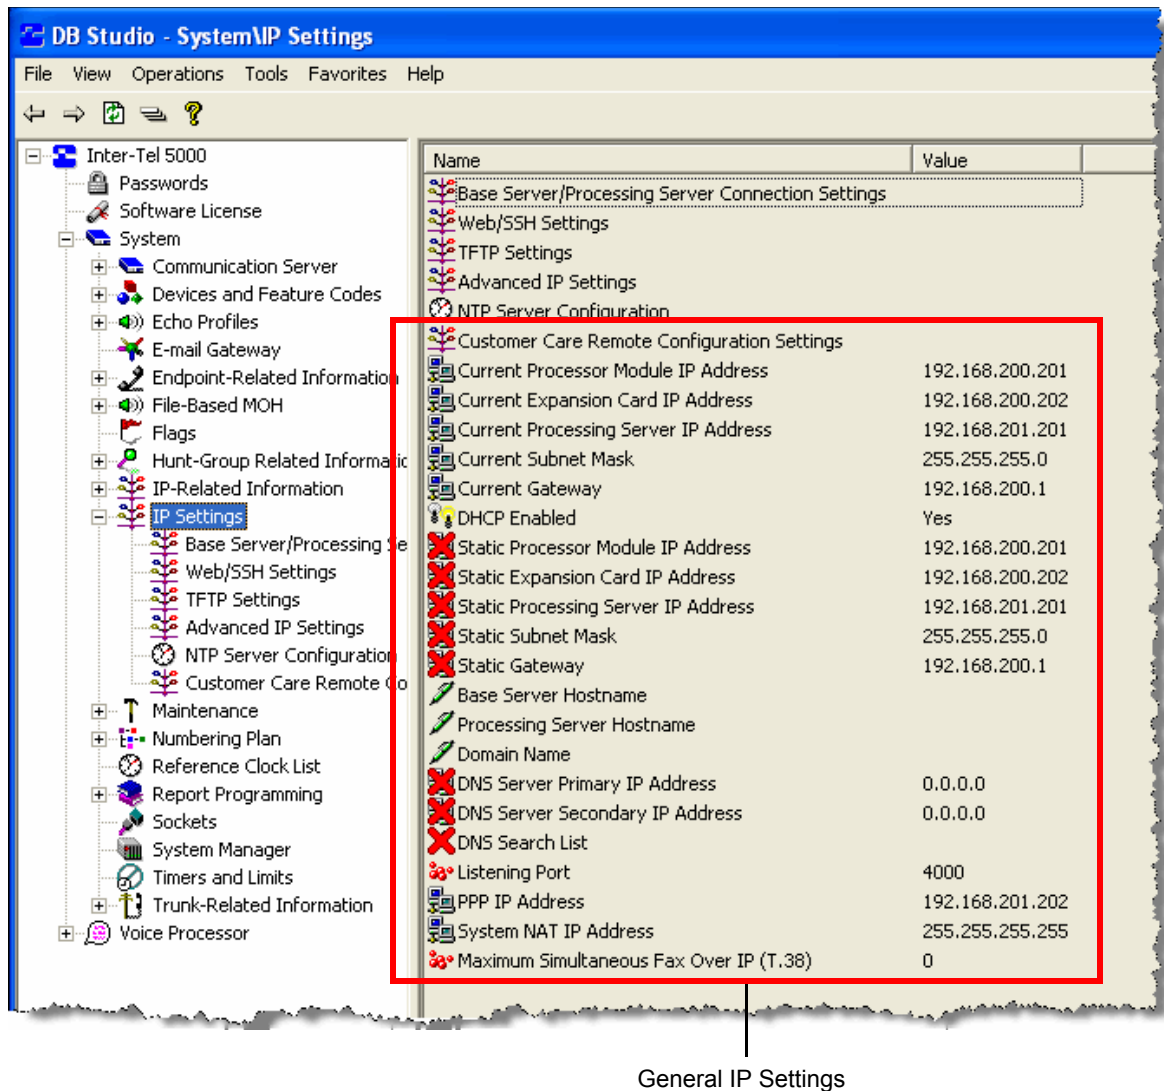 DB Studio - System\IP Settings
File View Operations Tools Favorites Help
Inter-Tel 5000
Passwords
Software License
System
Communication Server
Devices and Feature Codes
Echo Profiles
E-mail Gateway
Endpoint-Related Information
File-Based MOH
Flags
Hunt-Group Related Informatic
IP-Related Information
IP Settings
Base Server/Processing Se
Web/SSH Settings
TFTP Settings
Advanced IP Settings
NTP Server Configuration
Customer Care Remote Co
Maintenance
Numbering Plan
Reference Clock List
Report Programming
Sockets
System Manager
Timers and Limits
Trunk-Related Information
Voice Processor
Name Value
Base Server/Processing Server Connection Settings
Web/SSH Settings
TFTP Settings
Advanced IP Settings
NTP Server Configuration
Customer Care Remote Configuration Settings
Current Processor Module IP Address 192.168.200.201
Current Expansion Card IP Address 192.168.200.202
Current Processing Server IP Address 192.168.201.201
Current Subnet Mask 255.255.255.0
Current Gateway 192.168.200.1
DHCP Enabled Yes
Static Processor Module IP Address 192.168.200.201
Static Expansion Card IP Address 192.168.200.202
Static Processing Server IP Address 192.168.201.201
Static Subnet Mask 255.255.255.0
Static Gateway 192.168.200.1
Base Server Hostname
Processing Server Hostname
Domain Name
DNS Server Primary IP Address 0.0.0.0
DNS Server Secondary IP Address 0.0.0.0
DNS Search List
Listening Port 4000
PPP IP Address 192.168.201.202
System NAT IP Address 255.255.255.255
Maximum Simultaneous Fax Over IP (T.38) 0
General IP Settings